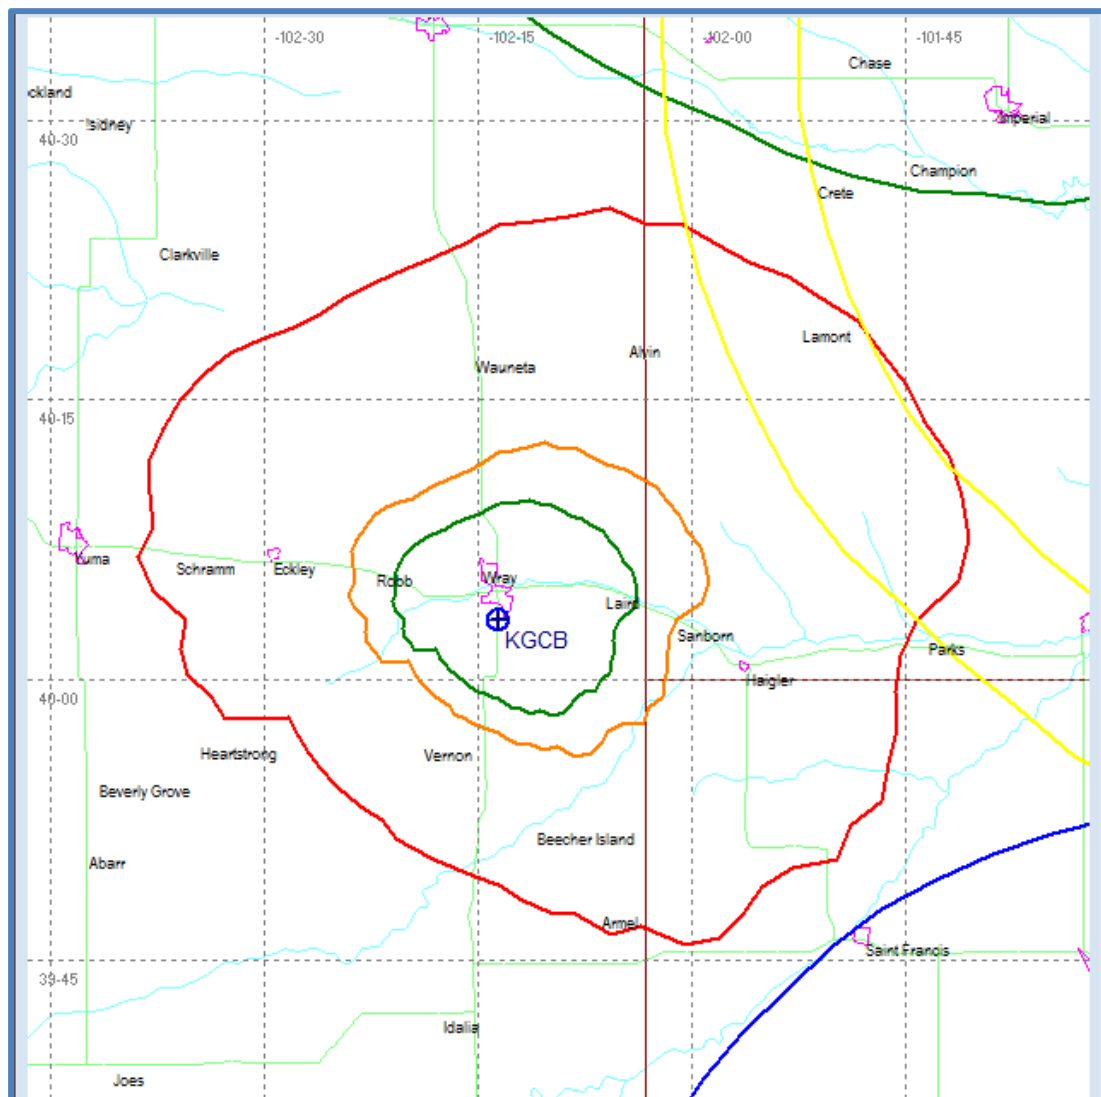 -102-30
-102-15
-102-00
-101-45
Chase
ockland
Imperial
Isidney
40-30
Champion
Crete
Clarkville
Lamont
Alvin
Wauneta
40-15
Yuma
Schramm
Eckley
Robb
Wray
Laird
KGCB
Sanborn
Parks
Haigler
40-00
Heartstrong
Vernon
Beverly Grove
Beecher Island
Abarr
Armel
Saint Francis
39-45
Idalia
Joes